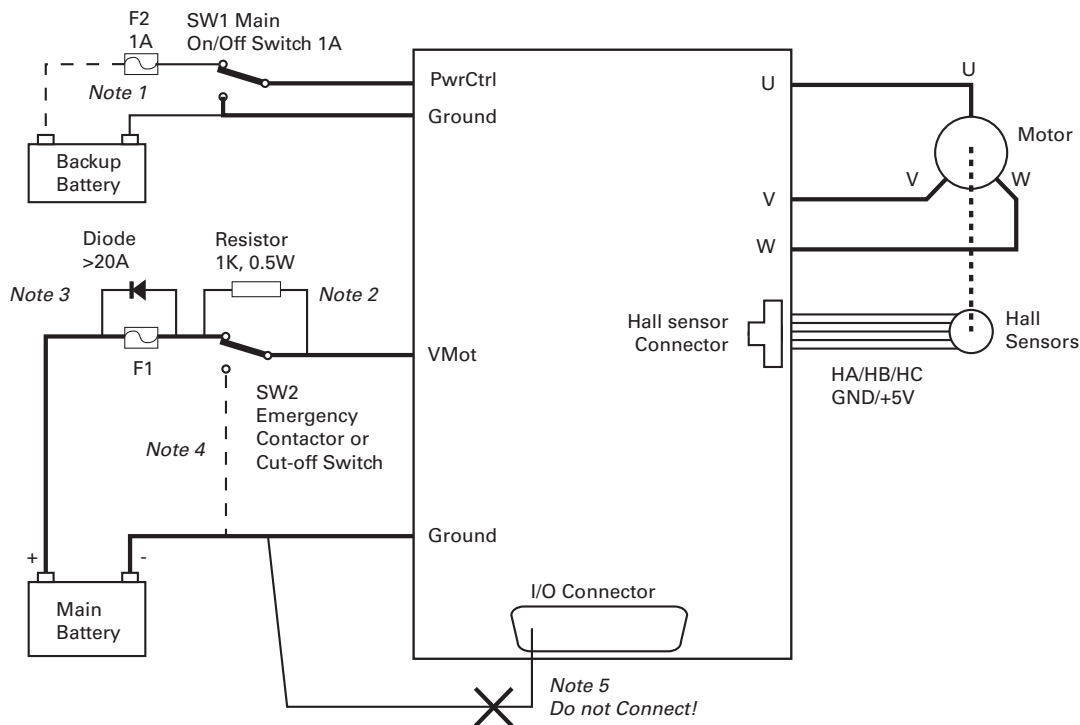 F2
1A
SW1 Main
On/Off Switch 1A
Note 1
Backup
Battery
PwrCtrl
Ground
U
U
Motor
V
W
V
W
Diode
>20A
Resistor
1K, 0.5W
Note 3
Note 2
F1
VMot
Hall sensor
Connector
Hall
Sensors
HA/HB/HC
GND/+5V
SW2
Emergency
Contactor or
Cut-off Switch
Note 4
Ground
+
-
Main
Battery
I/O Connector
Note 5
Do not Connect!